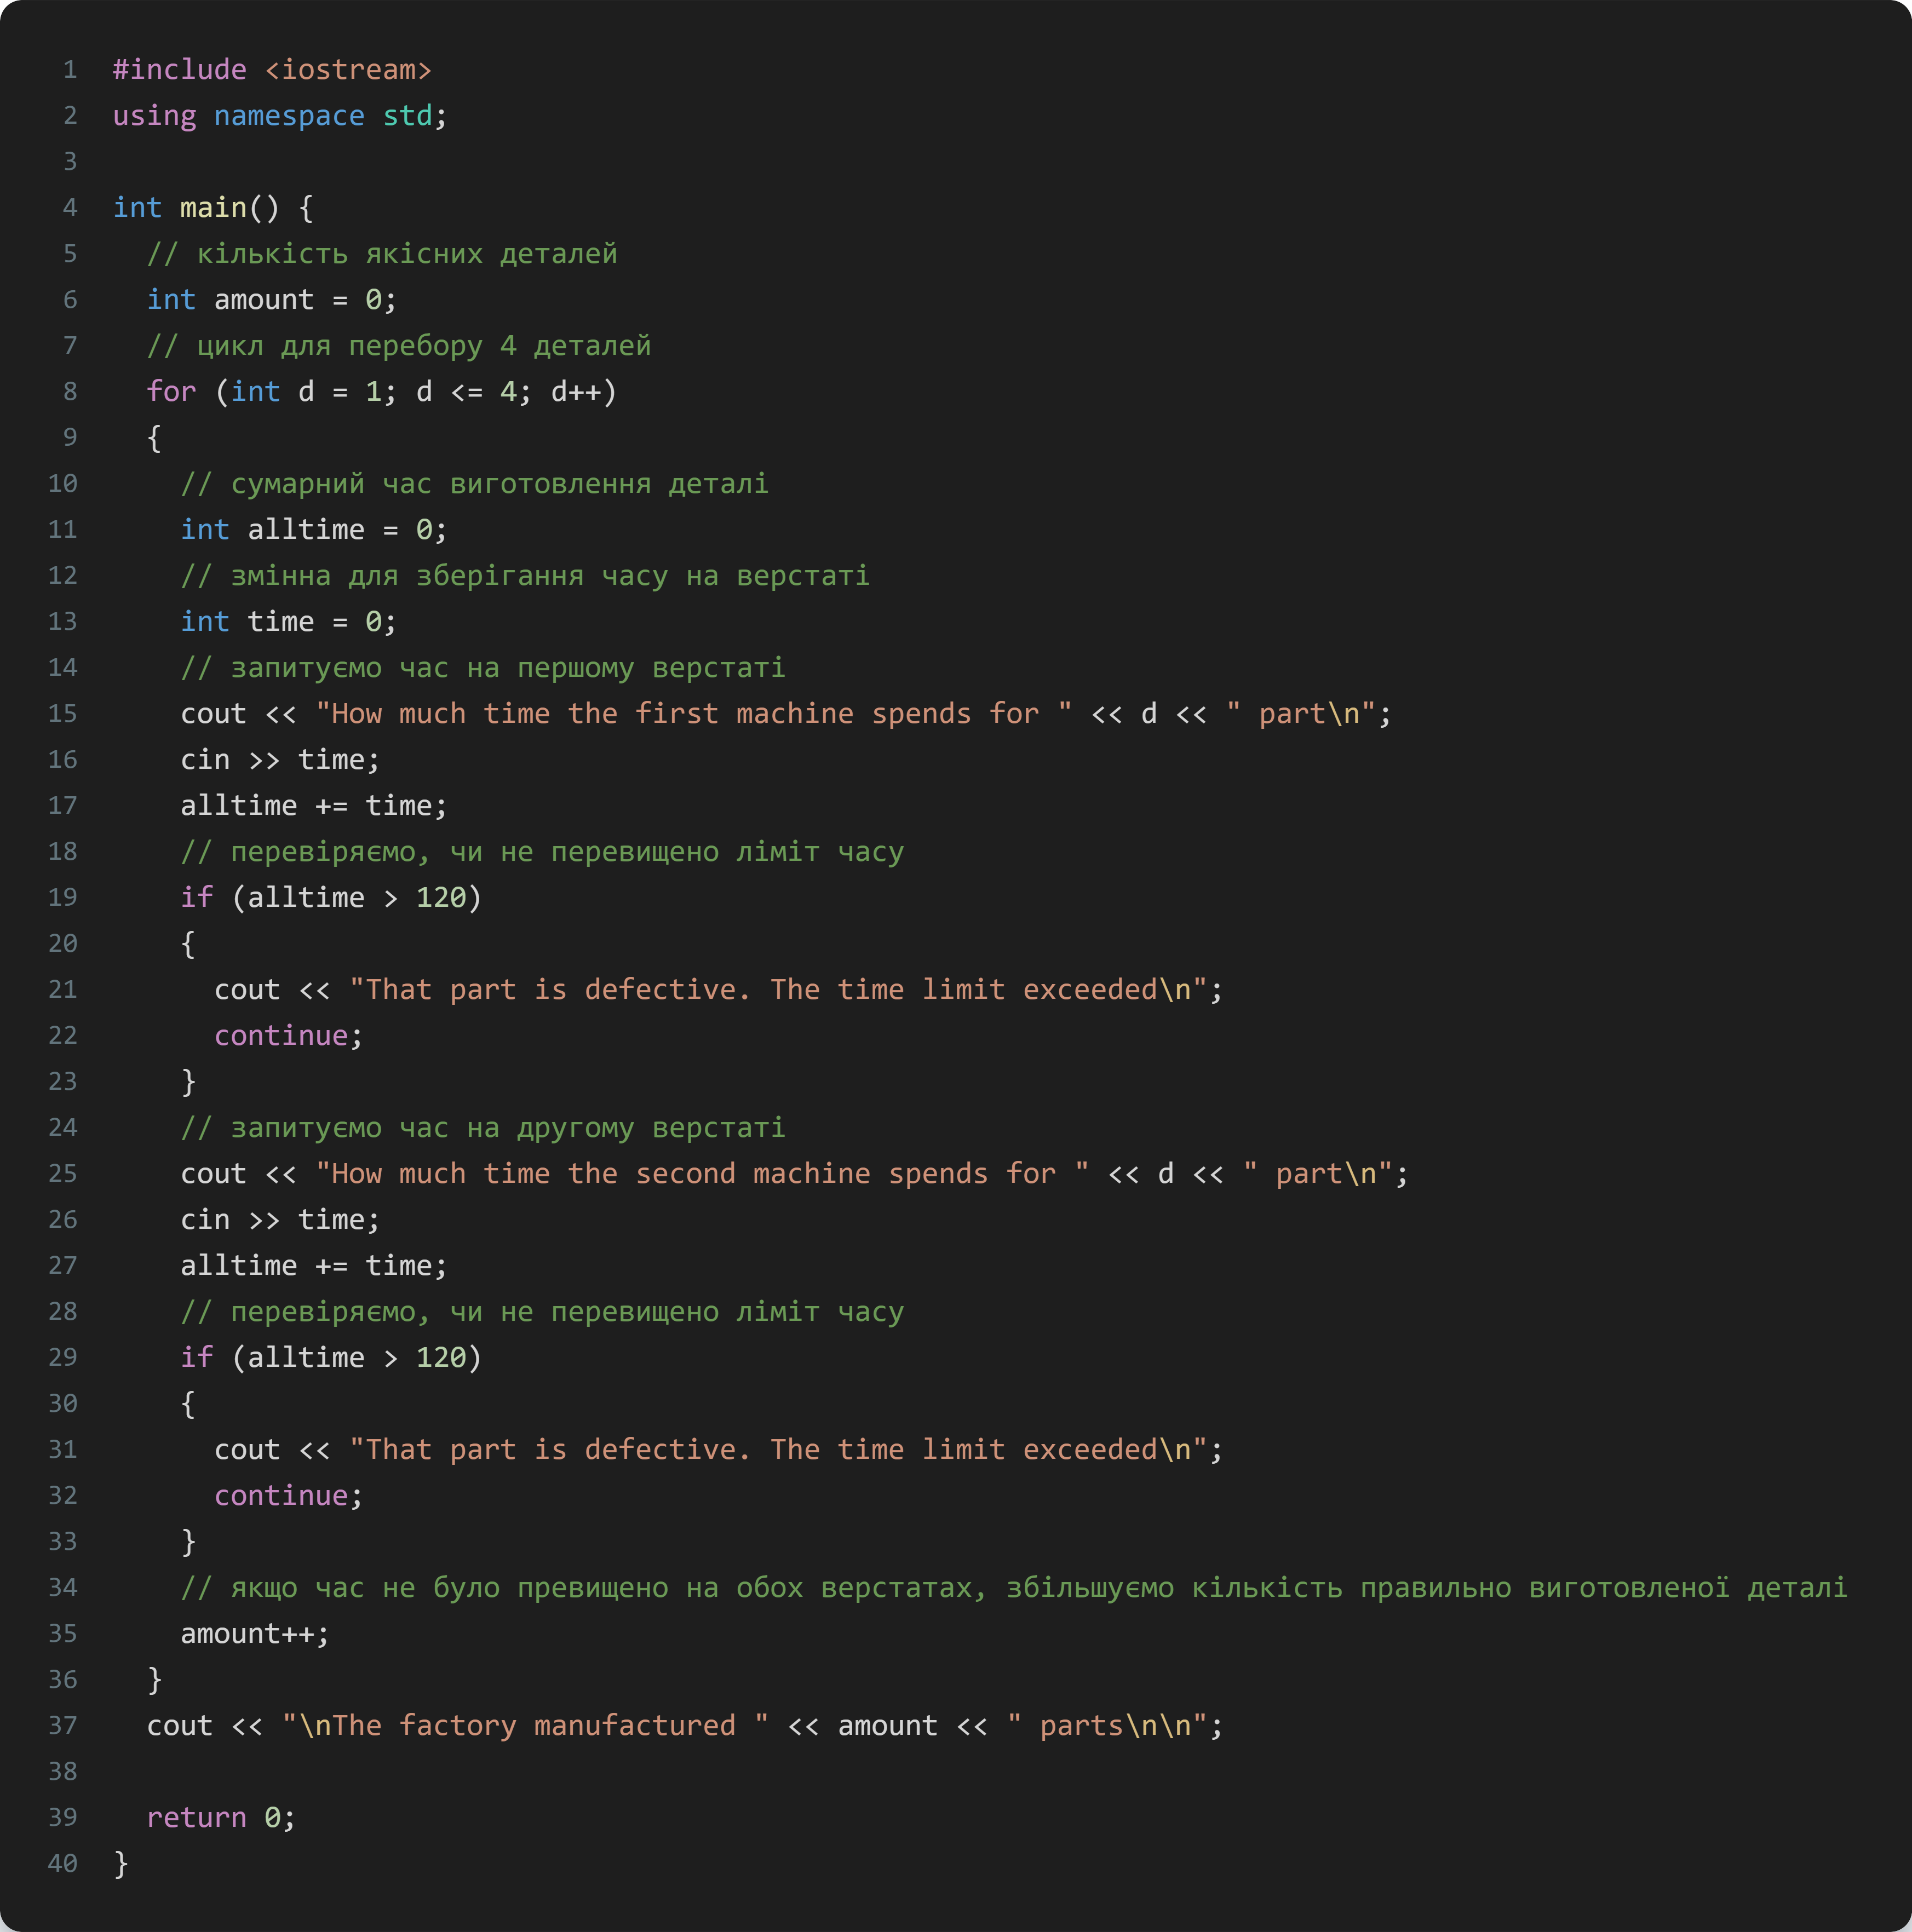 1 #include <iostream>
2 using namespace std;
3
4 int main() {
5   // кількість якісних деталей
6   int amount = 0;
7   // цикл для перебору 4 деталей
8   for (int d = 1; d <= 4; d++)
9   {
10     // сумарний час виготовлення деталі
11     int alltime = 0;
12     // змінна для зберігання часу на верстаті
13     int time = 0;
14     // запитуємо час на першому верстаті
15     cout << "How much time the first machine spends for " << d << " part\n";
16     cin >> time;
17     alltime += time;
18     // перевіряємо, чи не перевищено ліміт часу
19     if (alltime > 120)
20     {
21       cout << "That part is defective. The time limit exceeded\n";
22       continue;
23     }
24     // запитуємо час на другому верстаті
25     cout << "How much time the second machine spends for " << d << " part\n";
26     cin >> time;
27     alltime += time;
28     // перевіряємо, чи не перевищено ліміт часу
29     if (alltime > 120)
30     {
31       cout << "That part is defective. The time limit exceeded\n";
32       continue;
33     }
34     // якщо час не було превищено на обох верстатах, збільшуємо кількість правильно виготовленої деталі
35     amount++;
36   }
37   cout << "\nThe factory manufactured " << amount << " parts\n\n";
38
39   return 0;
40 }